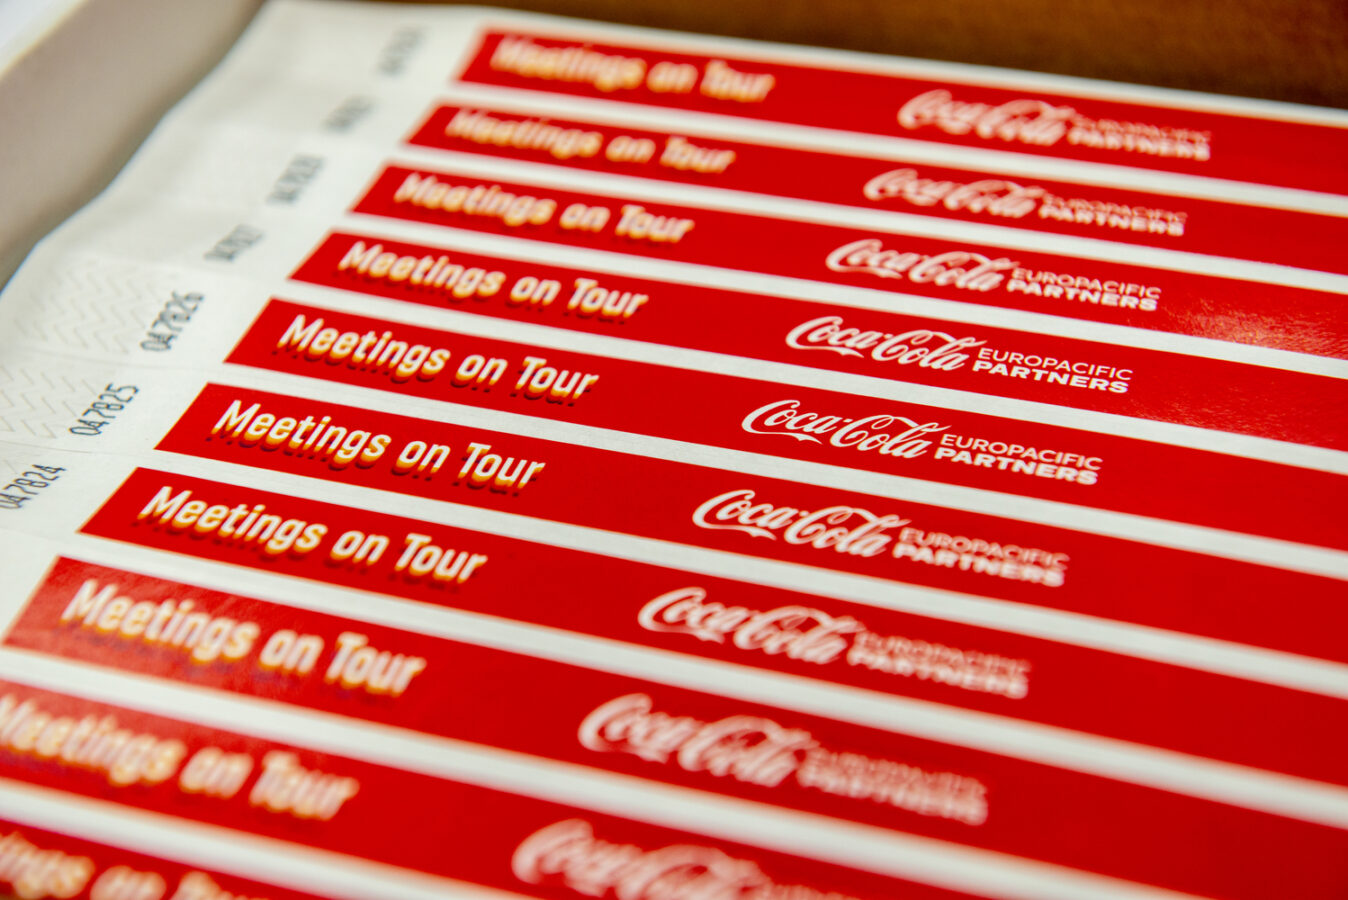 Meetings on Tour Coca-Cola EUROPACIFIC PARTNERS
Meetings on Tour Coca-Cola EUROPACIFIC PARTNERS
Meetings on Tour Coca-Cola EUROPACIFIC PARTNERS
Meetings on Tour Coca-Cola EUROPACIFIC PARTNERS
047826 Meetings on Tour Coca-Cola EUROPACIFIC PARTNERS
047825 Meetings on Tour Coca-Cola EUROPACIFIC PARTNERS
047824 Meetings on Tour Coca-Cola EUROPACIFIC PARTNERS
Meetings on Tour Coca-Cola EUROPACIFIC PARTNERS
Meetings on Tour Coca-Cola
on Tour